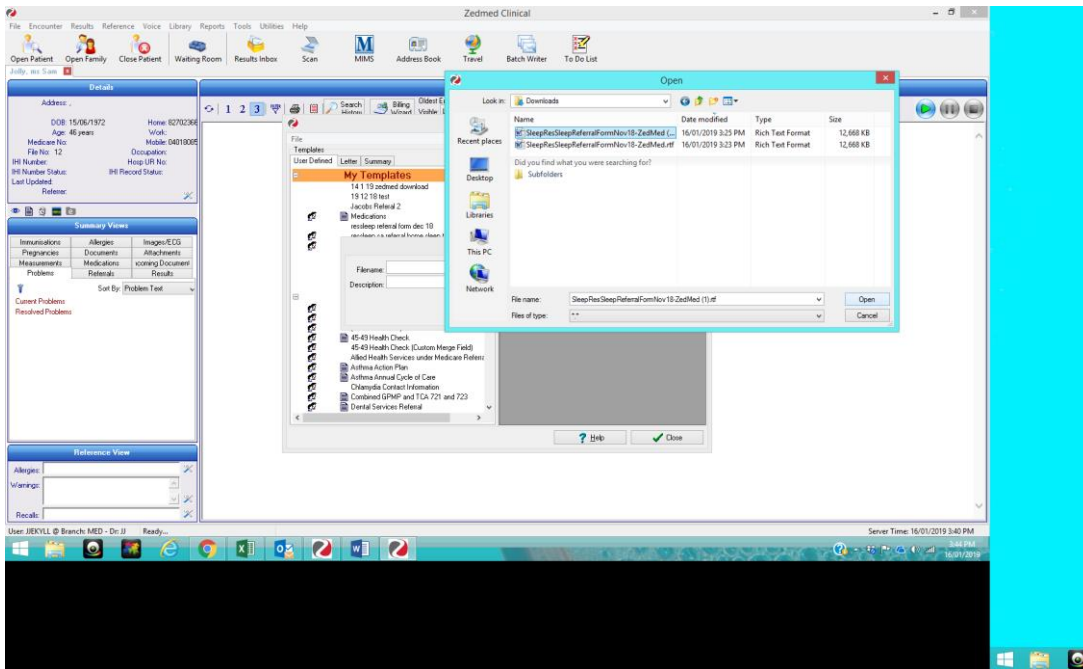 Zedmed Clinical
File Encounter Results Reference Voice Library Reports Tools Utilities Help
Open Patient Open Family Close Patient Waiting Room Results Inbox Scan MIMS Address Book Travel Batch Writer To Do List
Jolly, mr Sam
Details
Address: ,
DOB: 15/06/1972 Home: 82702366
Age: 46 years Work:
Medicare No: Mobile: 04018085
File No: 12 Occupation:
IHI Number: Hosp UR No:
IHI Number Status: IHI Record Status:
Last Updated:
Referrer:
Summary Views
Immunisations Allergies Images/ECG
Pregnancies Documents Attachments
Measurements Medications Document
Problems Referrals Results
Sort By: Problem Text
Current Problems
Resolved Problems
Reference View
Allergies:
Warnings:
Recalls:
1 2 3
Search Billing Oldest
File
Templates
User Defined Letter Summary
My Templates
14 1 19 zedmed download
19 12 18 test
Jacobs Referal 2
Medications
ressleep referal form dec 18
Filename:
Description:
45-49 Health Check
45-49 Health Check (Custom Merge Field)
Allied Health Services under Medicare
Asthma Action Plan
Asthma Annual Cycle of Care
Chlamydia Contact Information
Combined GPMP and TCA 721 and 723
Dental Services Referral
Help Close
Open
Look in: Downloads
Name Date modified Type Size
SleepResSleepReferralFormNov18-ZedMed (... 16/01/2019 3:25 PM Rich Text Format 12,668 KB
SleepResSleepReferralFormNov18-ZedMed.rtf 16/01/2019 3:23 PM Rich Text Format 12,668 KB
Did you find what you were searching for?
Subfolders
Recent places
Desktop
Libraries
This PC
Network
File name: SleepResSleepReferralFormNov18-ZedMed (1).rtf Open
Files of type: *.* Cancel
User: JJEKYLL @ Branch: MED - Dr: JJ Ready... Server Time: 16/01/2019 3:40 PM
3:44 PM
16/01/2019